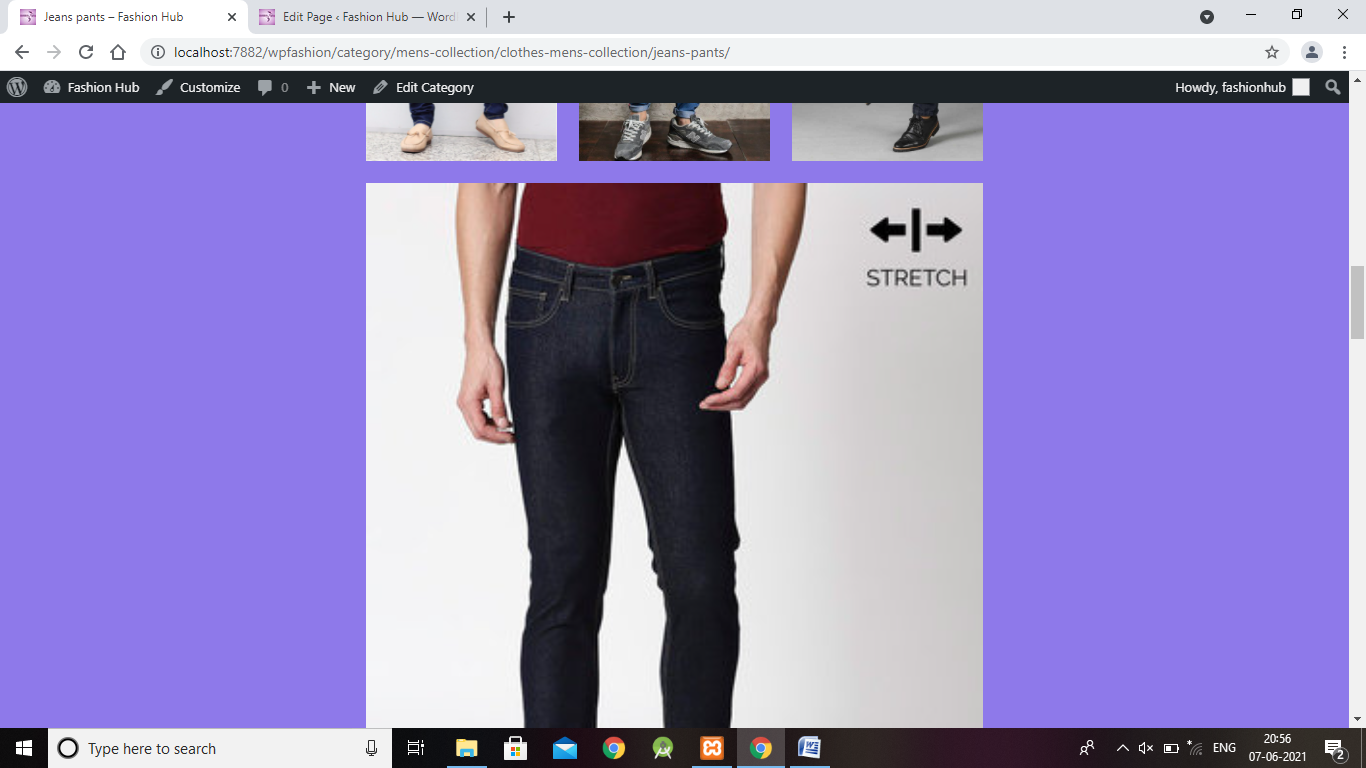 Jeans pants – Fashion Hub
Edit Page ‹ Fashion Hub — Word
localhost:7882/wpfashion/category/mens-collection/clothes-mens-collection/jeans-pants/
Fashion Hub
Customize
0
New
Edit Category
Howdy, fashionhub
STRETCH
Type here to search
ENG
20:56
07-06-2021
2